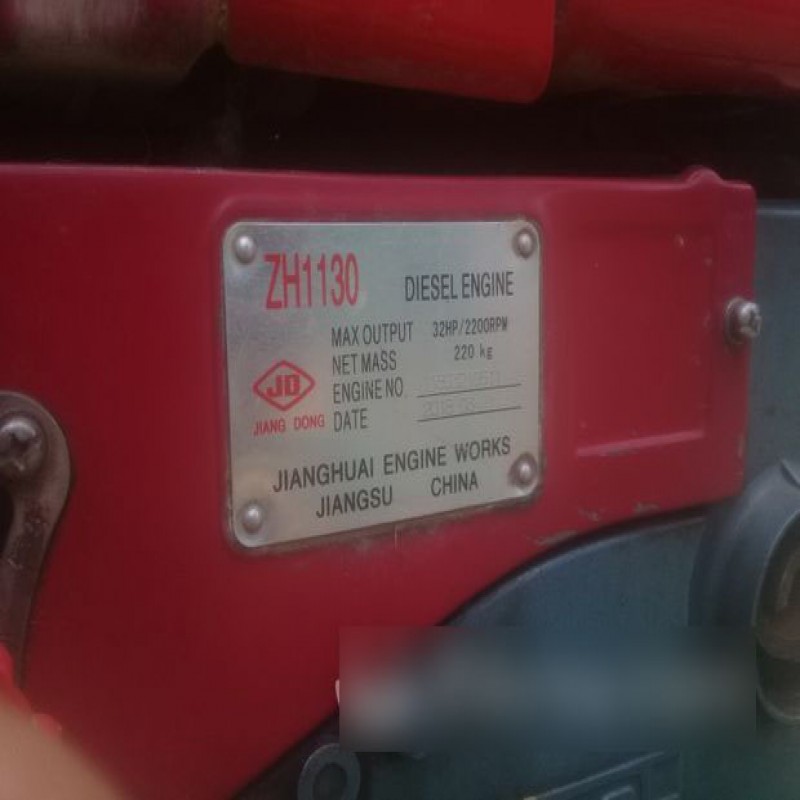 ZH1130 DIESEL ENGINE
MAX OUTPUT 32HP/2200RPM
NET MASS 220 kg
ENGINE NO.
DATE
JD
JIANG DONG
JIANGHUAI ENGINE WORKS
JIANGSU CHINA